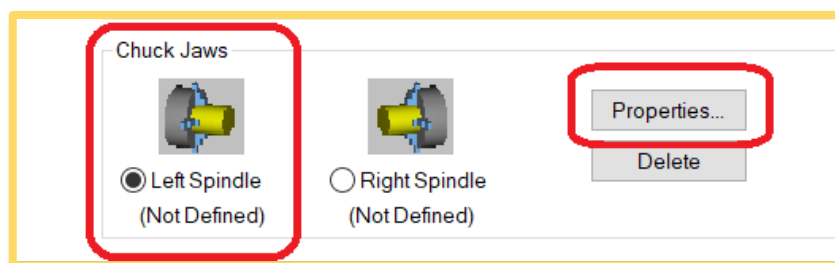 Chuck Jaws
Properties...
Delete
Left Spindle
Right Spindle
(Not Defined)
(Not Defined)